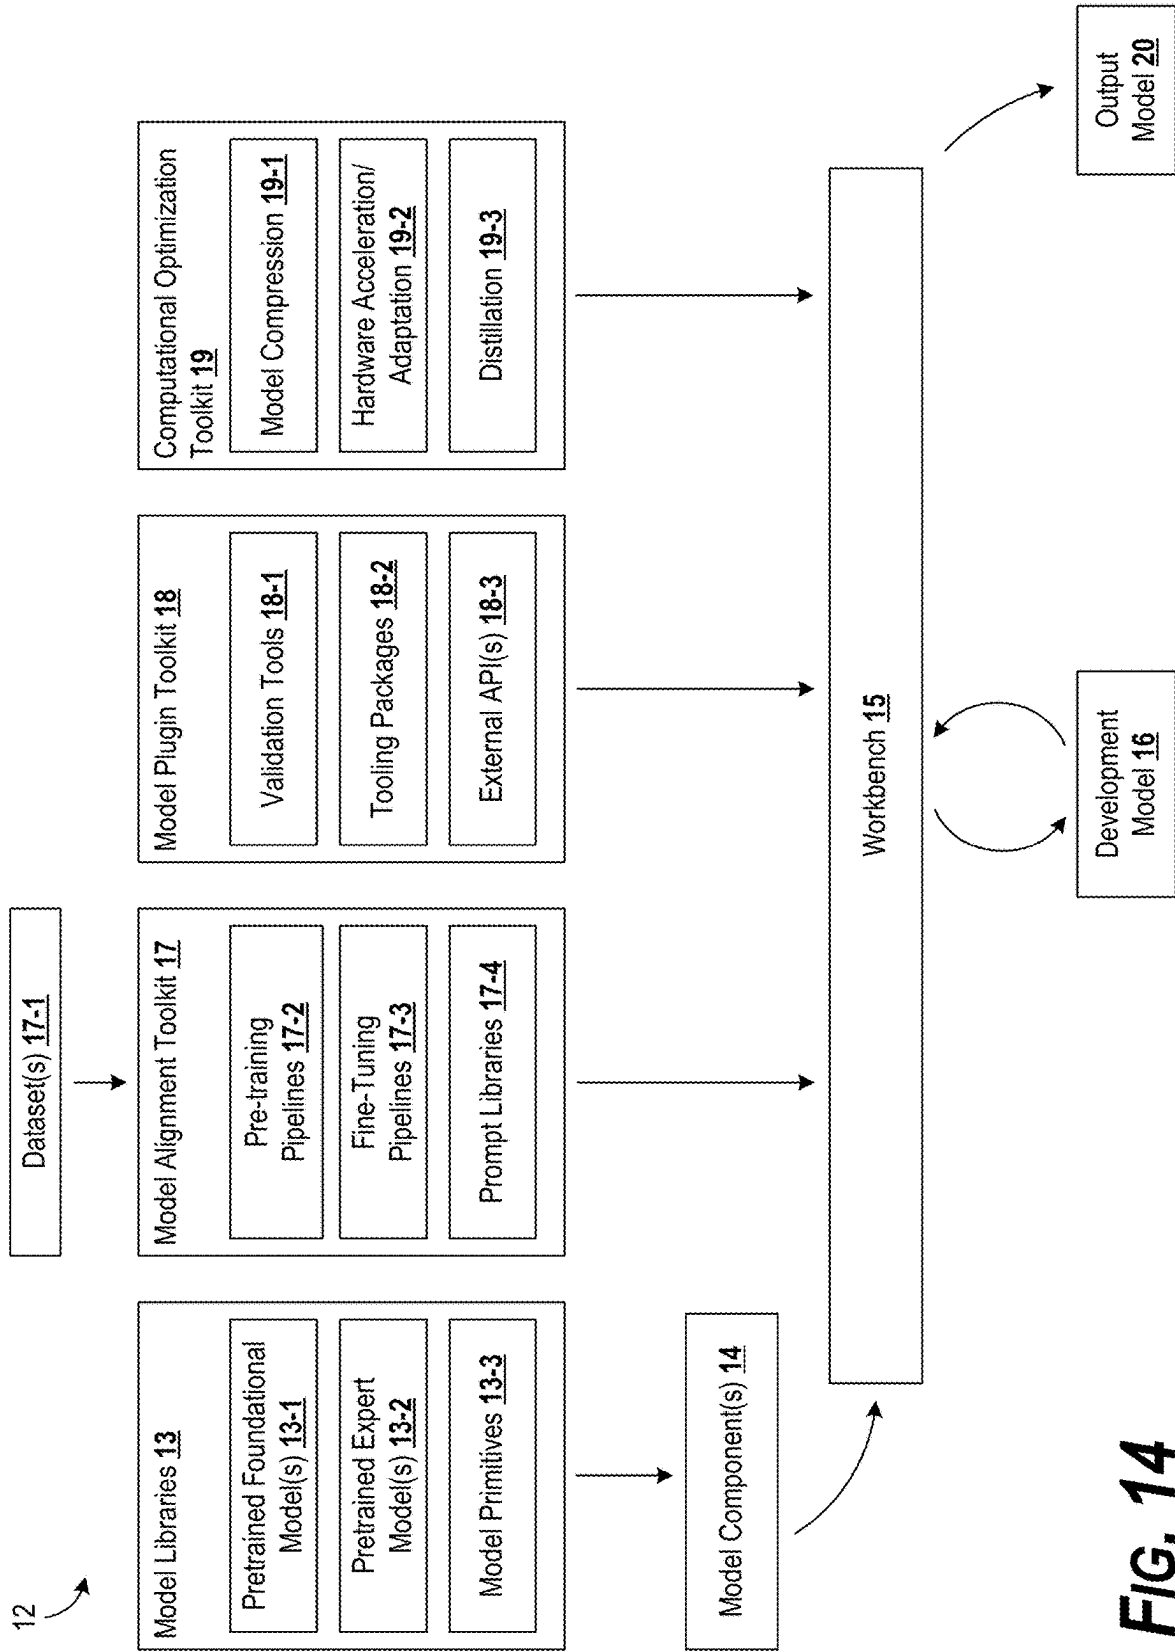 12
Dataset(s) 17-1
Model Libraries 13
Pretrained Foundational
Model(s) 13-1
Pretrained Expert
Model(s) 13-2
Model Primitives 13-3
Model Alignment Toolkit 17
Pre-training
Pipelines 17-2
Fine-Tuning
Pipelines 17-3
Prompt Libraries 17-4
Model Plugin Toolkit 18
Validation Tools 18-1
Tooling Packages 18-2
External API(s) 18-3
Computational Optimization
Toolkit 19
Model Compression 19-1
Hardware Acceleration/
Adaptation 19-2
Distillation 19-3
Model Component(s) 14
Workbench 15
Development
Model 16
Output
Model 20
FIG. 14